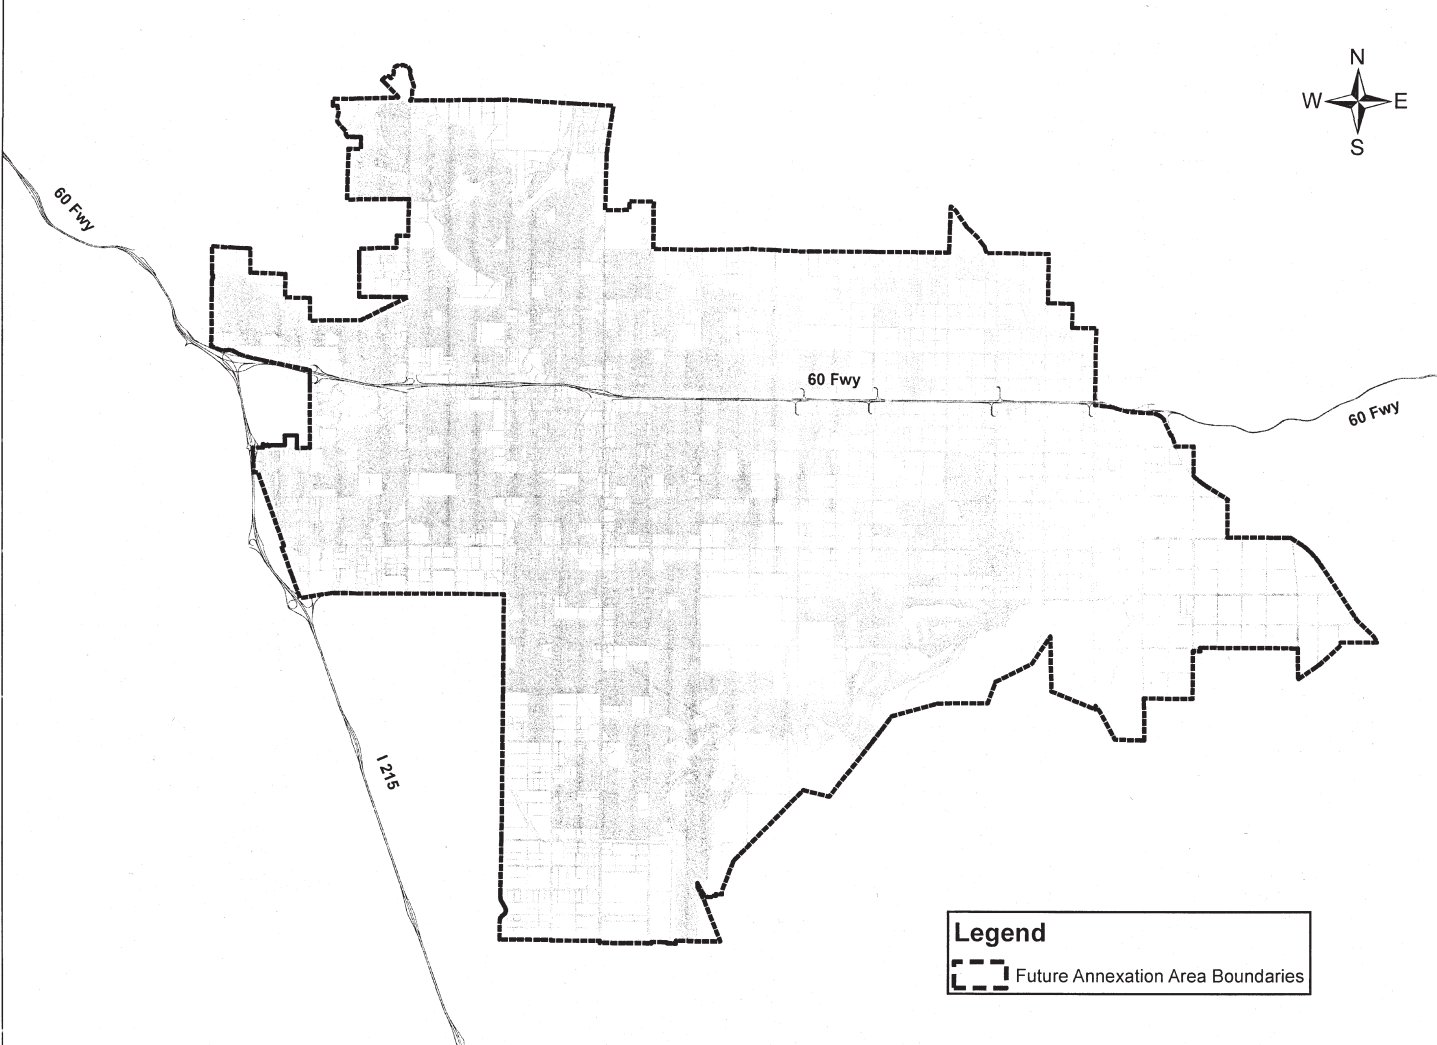 N
W E
S
60 Fwy
60 Fwy
60 Fwy
I 215
Legend
Future Annexation Area Boundaries